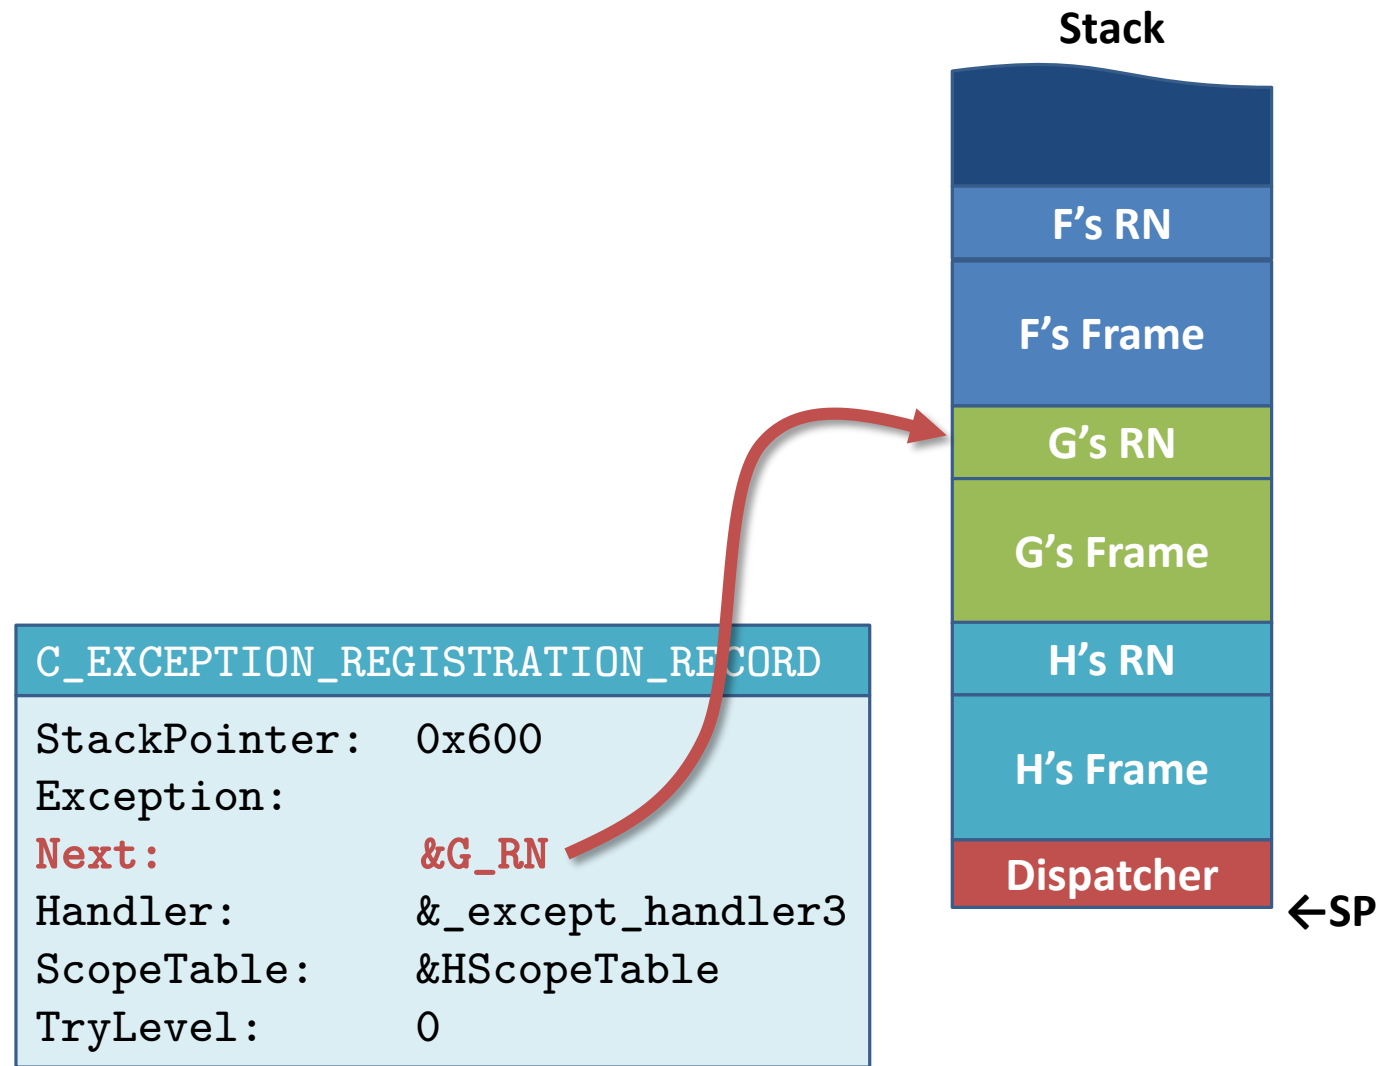 Stack
F’s RN
F’s Frame
G’s RN
G’s Frame
H’s RN
H’s Frame
Dispatcher
←SP
C_EXCEPTION_REGISTRATION_RECORD
StackPointer: 0x600
Exception:
Next: &G_RN
Handler: &_except_handler3
ScopeTable: &HScopeTable
TryLevel: 0